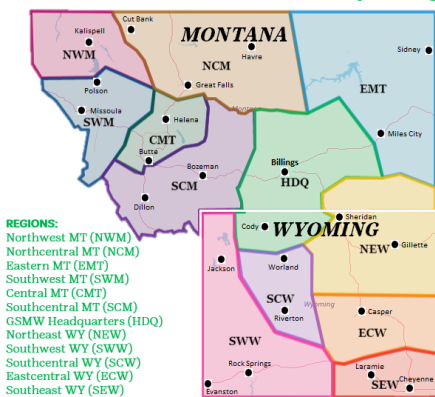 Cut Bank
Kalispell
MONTANA
Havre
Sidney
NWM
NCM
Great Falls
EMT
Polson
Montana
Missoula
Helena
SWM
CMT
Miles City
Butte
Billings
Bozeman
SCM
HDQ
Dillon
Sheridan
Cody
WYOMING
NEW
Gillette
Jackson
Worland
SCW
Wyoming
Riverton
Casper
ECW
SWW
Rock Springs
Laramie
SEW
Cheyenne
Evanston
REGIONS:
Northwest MT (NWM)
Northcentral MT (NCM)
Eastern MT (EMT)
Southwest MT (SWM)
Central MT (CMT)
Southcentral MT (SCM)
GSMW Headquarters (HDQ)
Northeast WY (NEW)
Southwest WY (SWW)
Southcentral WY (SCW)
Eastcentral WY (ECW)
Southeast WY (SEW)